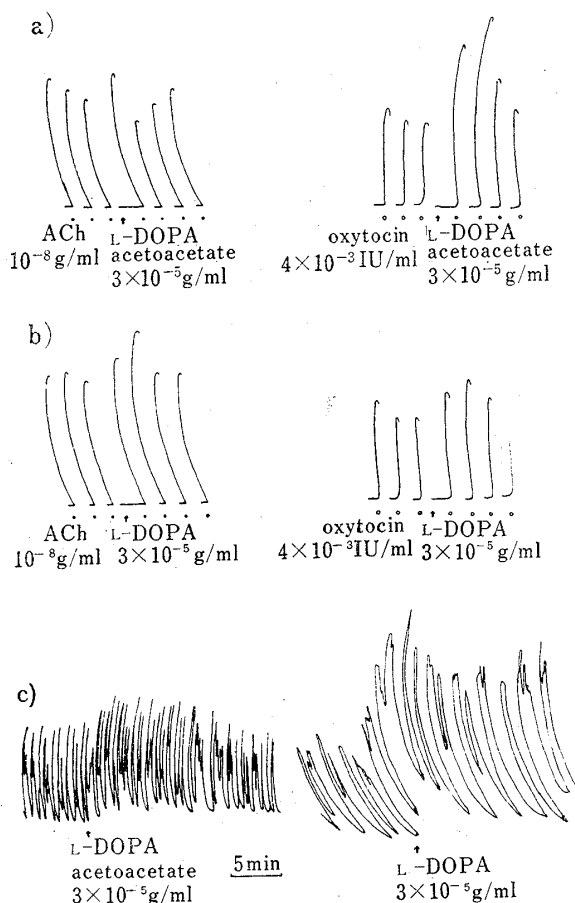 a)
ACh
10⁻⁸g/ml
L-DOPA
acetoacetate
3×10⁻⁵g/ml
oxytocin
4×10⁻³IU/ml
L-DOPA
acetoacetate
3×10⁻⁵g/ml
b)
ACh
10⁻⁸g/ml
L-DOPA
3×10⁻⁵g/ml
oxytocin
4×10⁻³IU/ml
L-DOPA
3×10⁻⁵g/ml
c)
L-DOPA
acetoacetate
3×10⁻⁵g/ml
5min
L-DOPA
3×10⁻⁵g/ml